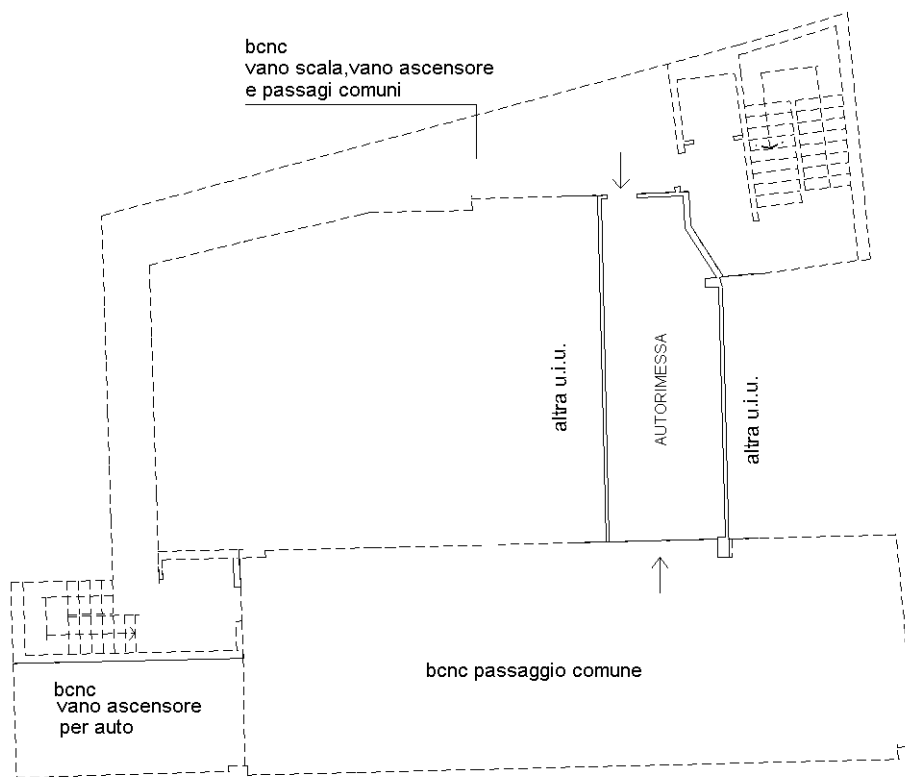 bcnc
vano scala,vano ascensore
e passagi comuni
altra u.i.u.
AUTORIMESSA
altra u.i.u.
bcnc passaggio comune
bcnc
vano ascensore
per auto